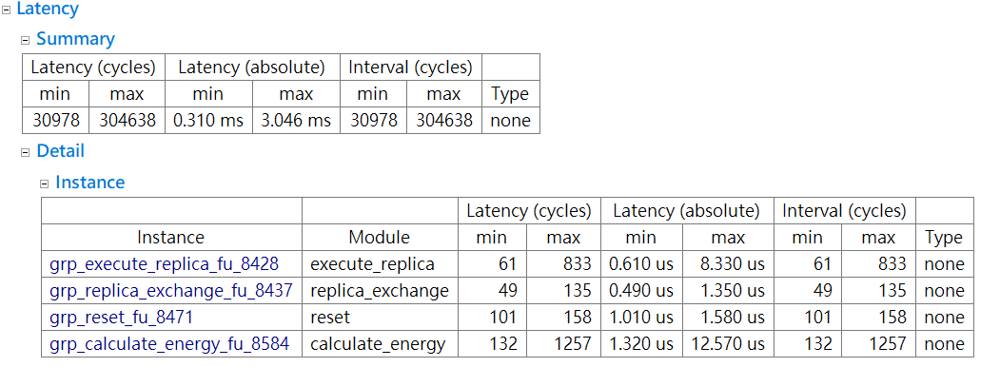 Latency
Summary
Latency (cycles) Latency (absolute) Interval (cycles)
min max min max min max Type
30978 304638 0.310 ms 3.046 ms 30978 304638 none
Detail
Instance
Latency (cycles) Latency (absolute) Interval (cycles)
Instance Module min max min max min max Type
grp_execute_replica_fu_8428 execute_replica 61 833 0.610 us 8.330 us 61 833 none
grp_replica_exchange_fu_8437 replica_exchange 49 135 0.490 us 1.350 us 49 135 none
grp_reset_fu_8471 reset 101 158 1.010 us 1.580 us 101 158 none
grp_calculate_energy_fu_8584 calculate_energy 132 1257 1.320 us 12.570 us 132 1257 none